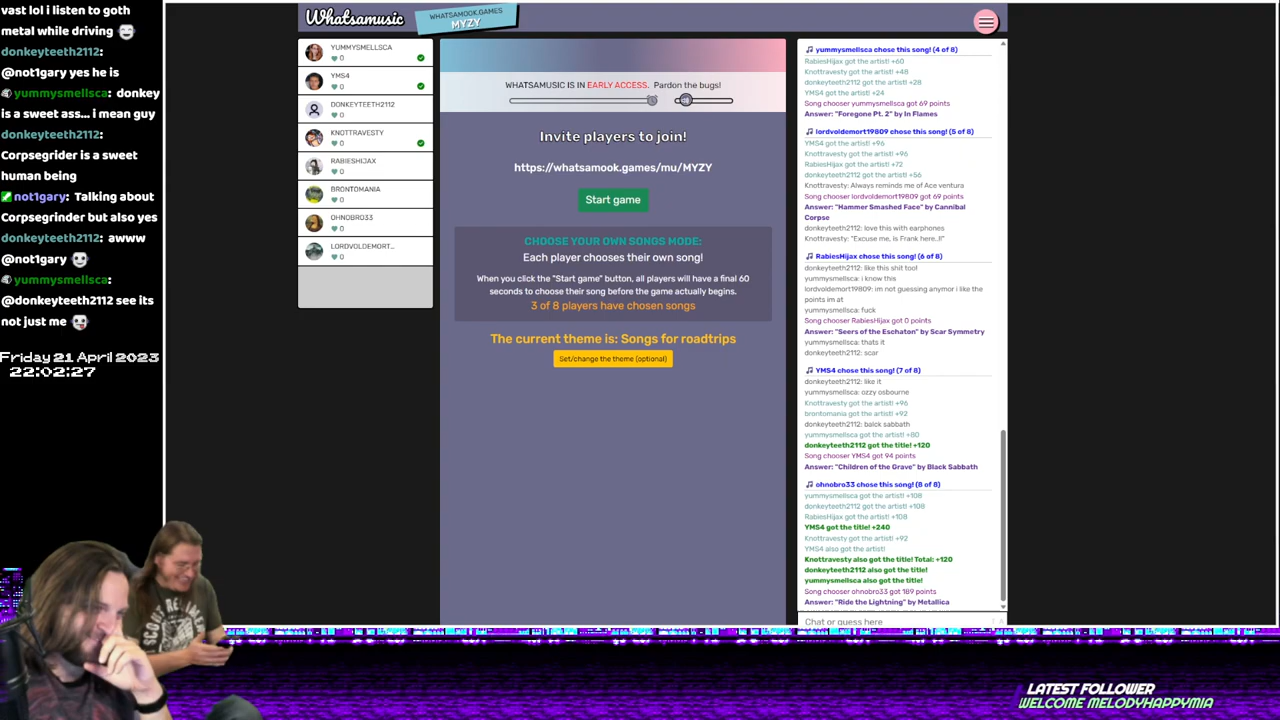 vast lol i listen to goth
metal while driving
donkeyteeth2112:
@not1gary yets he is
yummysmellsca: there
is a awwness... in metal
donkeyteeth2112:
corpsegrinder is a nice
human being
not1gary: Talking about
Corpsegrinder but also yes
donkeyteeth2112: awww
@not1gary
yummysmellsca:
@donkeyteeth2112 see its
not just me
Friday 21 April 2023
22:02:27
Whatsamusic
WHATSAMOOK.GAMES
MYZY
YUMMYSMELLSCA
0
YMS4
0
DONKEYTEETH2112
0
KNOTTRAVESTY
0
RABIESHIJAX
0
BRONTOMANIA
0
OHNOBRO33
0
LORDVOLDEMORT...
0
WHATSAMUSIC IS IN EARLY ACCESS. Pardon the bugs!
Invite players to join!
https://whatsamook.games/mu/MYZY
Start game
CHOOSE YOUR OWN SONGS MODE:
Each player chooses their own song!
When you click the "Start game" button, all players will have a final 60
seconds to choose their song before the game actually begins.
3 of 8 players have chosen songs
The current theme is: Songs for roadtrips
Set/change the theme (optional)
yummysmellsca chose this song! (4 of 8)
RabiesHijax got the artist! +60
Knottravesty got the artist! +48
donkeyteeth2112 got the artist! +28
YMS4 got the artist! +24
Song chooser yummysmellsca got 69 points
Answer: "Foregone Pt. 2" by In Flames
lordvoldemort19809 chose this song! (5 of 8)
YMS4 got the artist! +96
Knottravesty got the artist! +96
RabiesHijax got the artist! +72
donkeyteeth2112 got the artist! +56
Knottravesty: Always reminds me of Ace ventura
Song chooser lordvoldemort19809 got 69 points
Answer: "Hammer Smashed Face" by Cannibal
Corpse
donkeyteeth2112: love this with earphones
Knottravesty: "Excuse me, is Frank here..!!"
RabiesHijax chose this song! (6 of 8)
donkeyteeth2112: like this shit too!
yummysmellsca: i know this
lordvoldemort19809: im not guessing anymor i like the
points im at
yummysmellsca: fuck
Song chooser RabiesHijax got 0 points
Answer: "Seers of the Eschaton" by Scar Symmetry
yummysmellsca: thats it
donkeyteeth2112: scar
YMS4 chose this song! (7 of 8)
donkeyteeth2112: like it
yummysmellsca: ozzy osbourne
Knottravesty got the artist! +96
brontomania got the artist! +92
donkeyteeth2112: balck sabbath
yummysmellsca got the artist! +80
donkeyteeth2112 got the title! +120
Song chooser YMS4 got 94 points
Answer: "Children of the Grave" by Black Sabbath
ohnobro33 chose this song! (8 of 8)
yummysmellsca got the artist! +108
donkeyteeth2112 got the artist! +108
RabiesHijax got the artist! +108
YMS4 got the title! +240
Knottravesty got the artist! +92
YMS4 also got the artist!
Knottravesty also got the title! Total: +120
donkeyteeth2112 also got the title!
yummysmellsca also got the title!
Song chooser ohnobro33 got 189 points
Answer: "Ride the Lightning" by Metallica
Chat or guess here
LATEST FOLLOWER
WELCOME MELODYHAPPYMIA